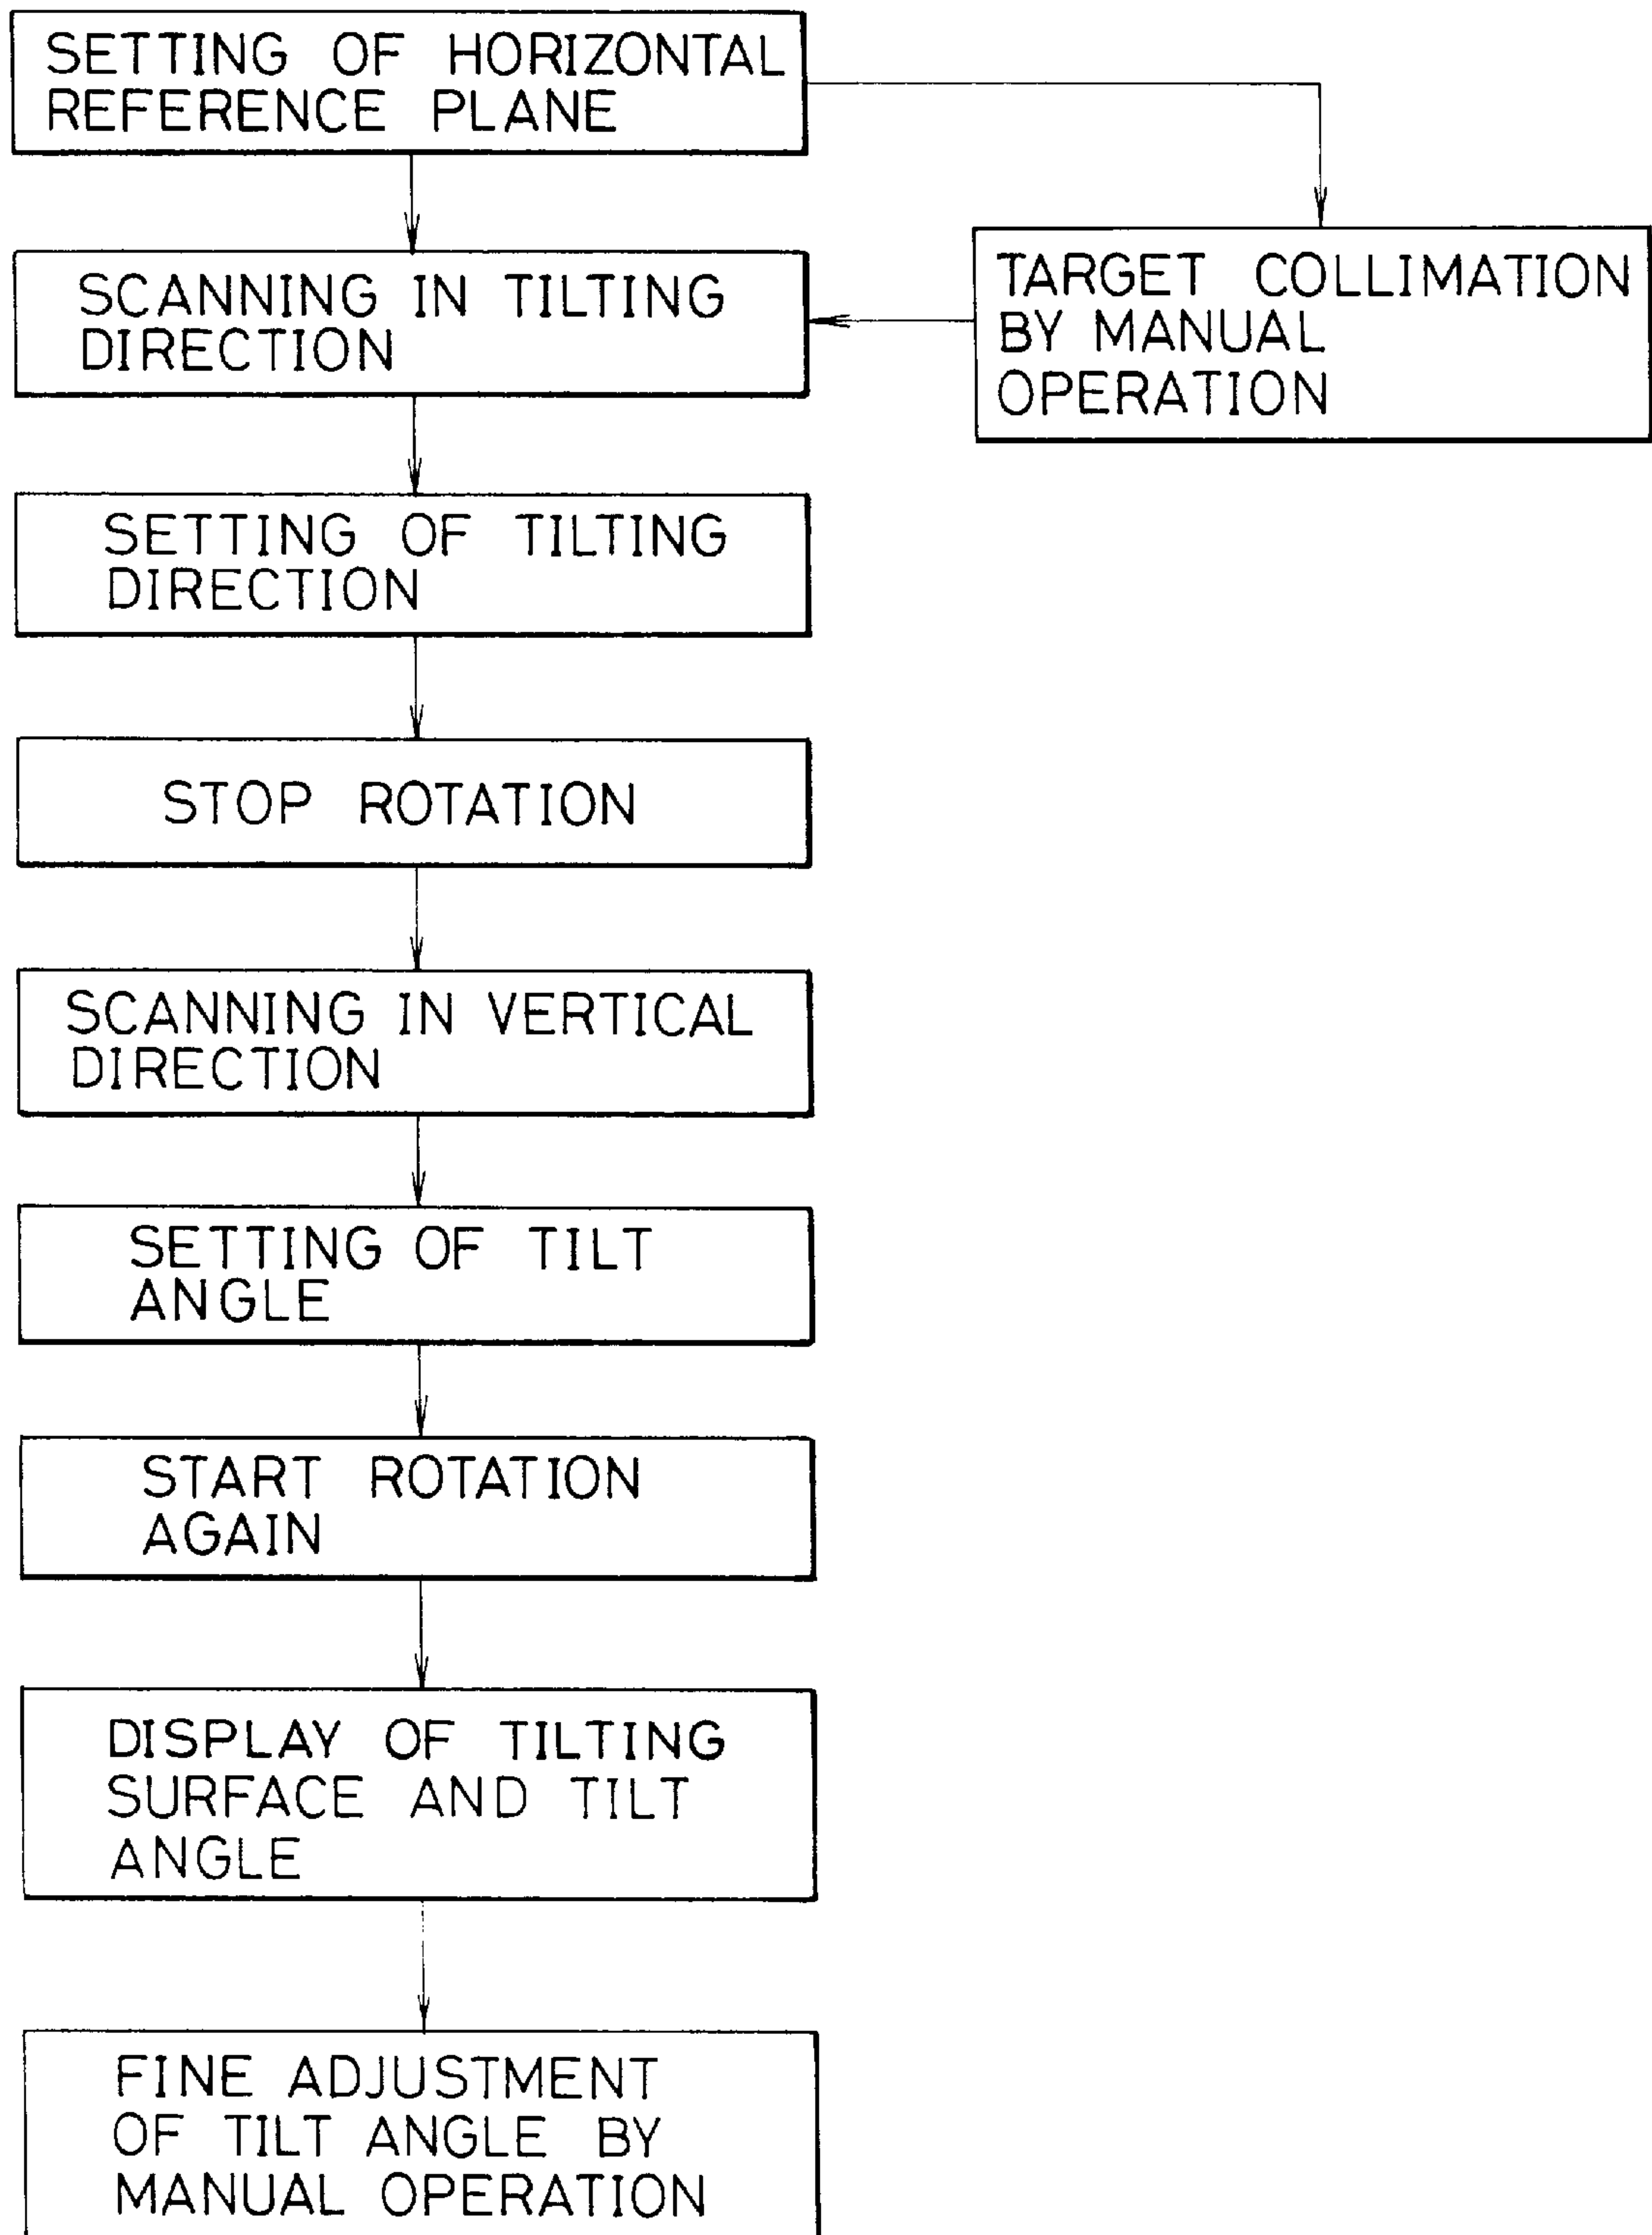 SETTING OF HORIZONTAL
REFERENCE PLANE
TARGET COLLIMATION
BY MANUAL
OPERATION
SCANNING IN TILTING
DIRECTION
SETTING OF TILTING
DIRECTION
STOP ROTATION
SCANNING IN VERTICAL
DIRECTION
SETTING OF TILT
ANGLE
START ROTATION
AGAIN
DISPLAY OF TILTING
SURFACE AND TILT
ANGLE
FINE ADJUSTMENT
OF TILT ANGLE BY
MANUAL OPERATION